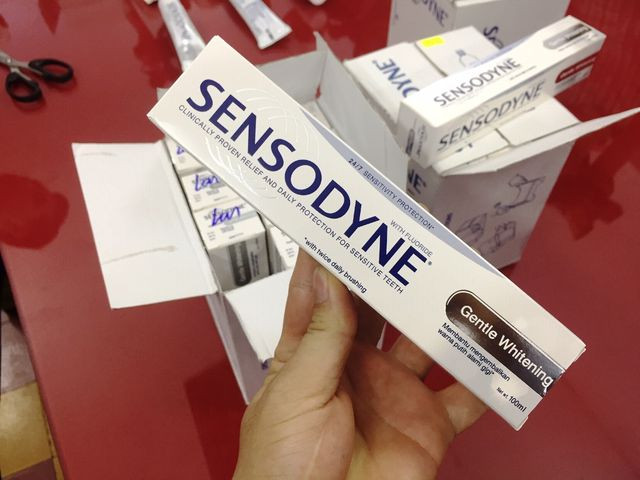 SENSODYNE
CLINICALLY PROVEN RELIEF AND DAILY PROTECTION FOR SENSITIVE TEETH
24/7 SENSITIVITY PROTECTION*
WITH FLUORIDE
*with twice daily brushing
Gentle Whitening
Membantu mengembalikan
warna putih alami gigi*
Net wt. 100ml
SENSODYNE
SENSODYNE